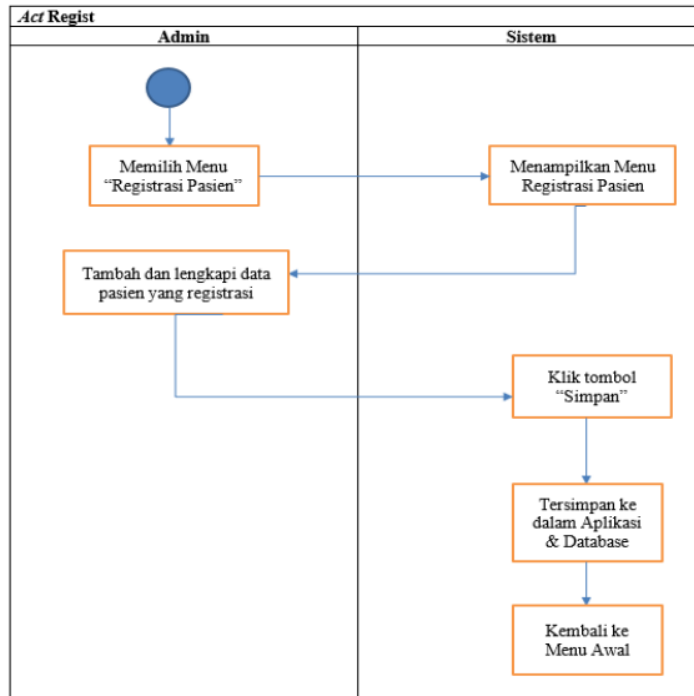 Act Regist
Admin
Sistem
Memilih Menu
“Registrasi Pasien”
Menampilkan Menu
Registrasi Pasien
Tambah dan lengkapi data
pasien yang registrasi
Klik tombol
“Simpan”
Tersimpan ke
dalam Aplikasi
& Database
Kembali ke
Menu Awal